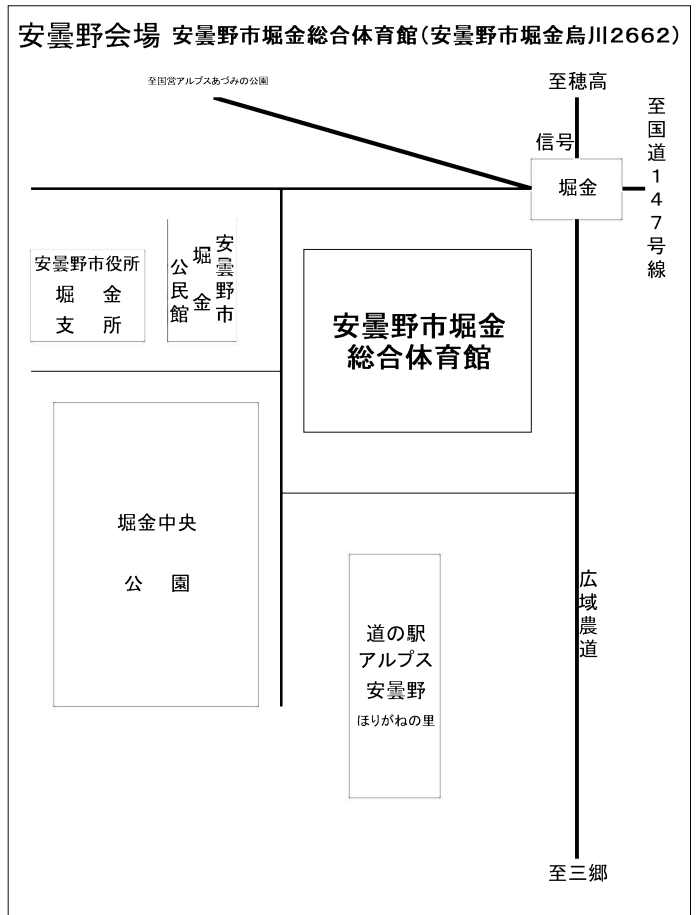 安曇野会場 安曇野市堀金総合体育館(安曇野市堀金烏川2662)
至国営アルプスあづみの公園
至穂高
信号
堀金
至国道147号線
安曇野市役所
堀 金
支 所
安曇野市
堀 金
公民館
安曇野市堀金
総合体育館
堀金中央
公 園
道の駅
アルプス
安曇野
ほりがねの里
広域農道
至三郷